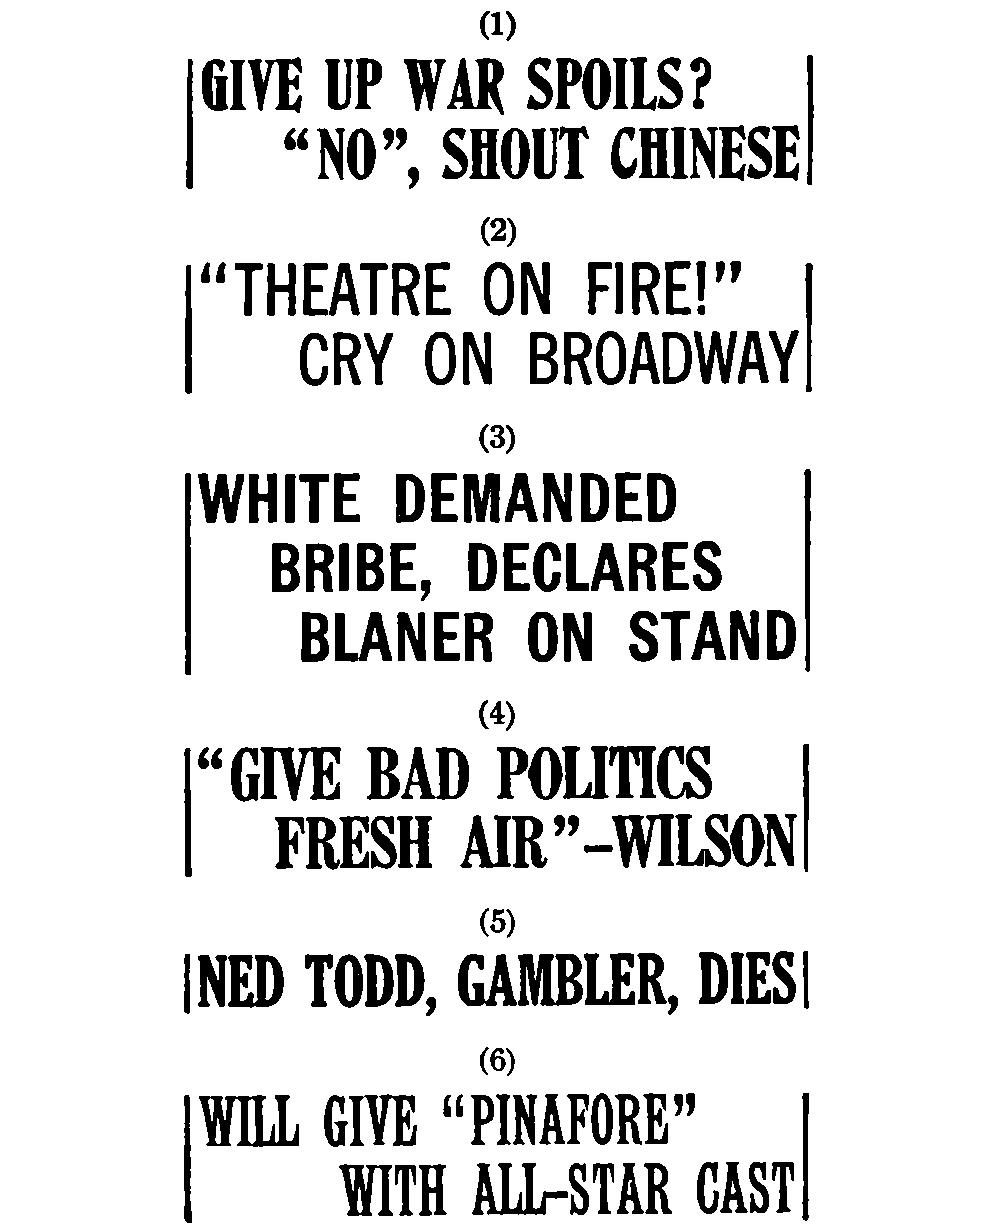 (1)
GIVE UP WAR SPOILS?
“NO”, SHOUT CHINESE
(2)
“THEATRE ON FIRE!”
CRY ON BROADWAY
(3)
WHITE DEMANDED
BRIBE, DECLARES
BLANER ON STAND
(4)
“GIVE BAD POLITICS
FRESH AIR”–WILSON
(5)
NED TODD, GAMBLER, DIES
(6)
WILL GIVE “PINAFORE”
WITH ALL-STAR CAST